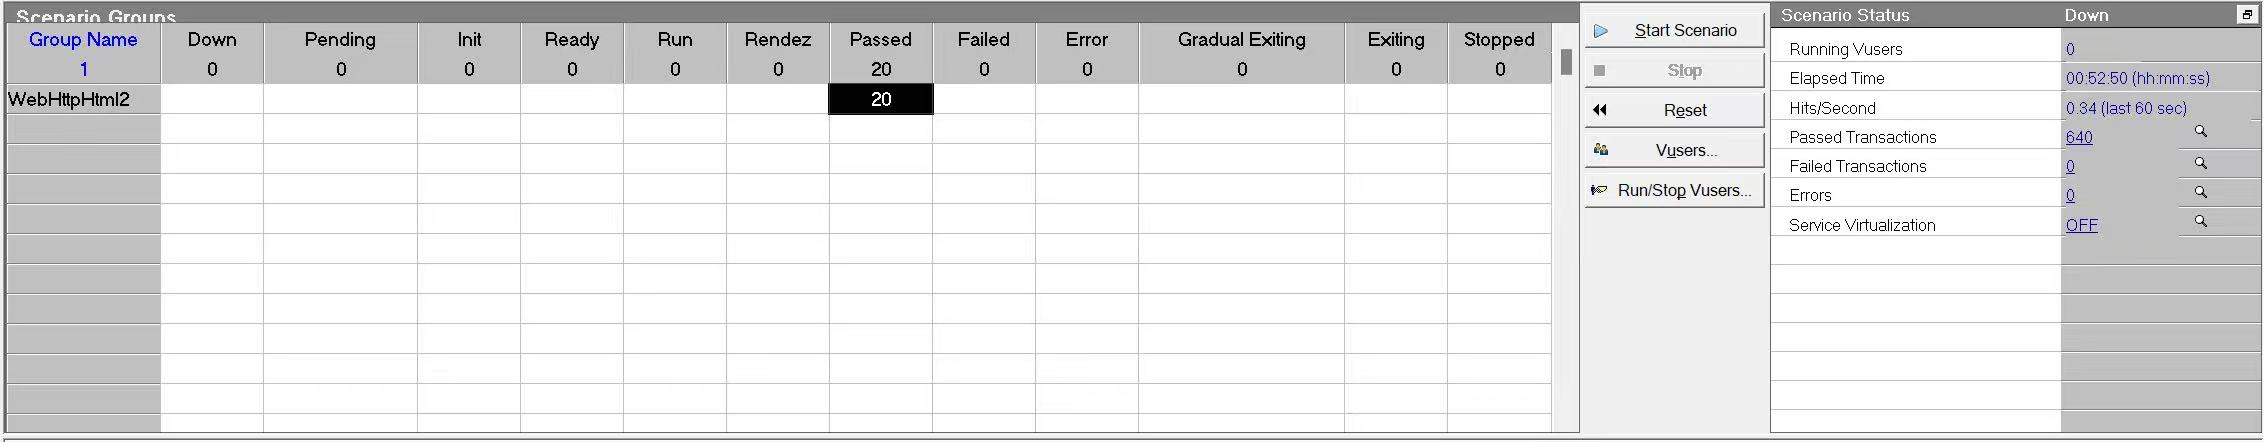 Scenario Groups
Group Name Down Pending Init Ready Run Rendez Passed Failed Error Gradual Exiting Exiting Stopped
1 0 0 0 0 0 0 20 0 0 0 0 0
WebHttpHtml2 20
Start Scenario
Stop
Reset
Vusers...
Run/Stop Vusers...
Scenario Status Down
Running Vusers 0
Elapsed Time 00:52:50 (hh:mm:ss)
Hits/Second 0.34 (last 60 sec)
Passed Transactions 640
Failed Transactions 0
Errors 0
Service Virtualization OFF